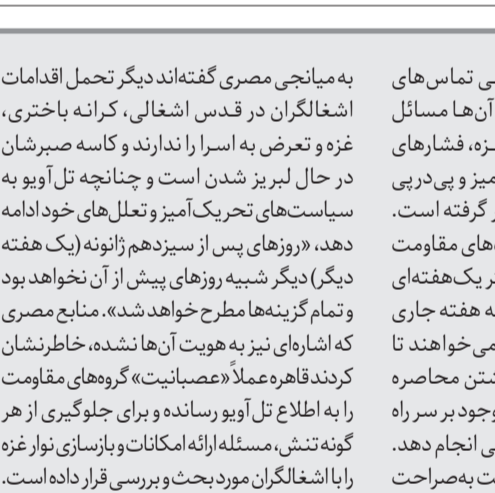 ی تماس‌های
آن‌ها مسائل
زه، فشارهای
میز و پی‌درپی
ر گرفته است.
‌های مقاومت
ر یک‌هفته‌ای
ه هفته جاری
می‌خواهند تا
شتن محاصره
وجود بر سر راه
ی انجام دهد.
ت به‌صراحت
به میانجی مصری گفته‌اند دیگر تحمل اقدامات
اشغالگران در قدس اشغالی، کرانه باختری،
غزه و تعرض به اسرا را ندارند و کاسه صبرشان
در حال لبریز شدن است و چنانچه تل‌آویو به
سیاست‌های تحریک‌آمیز و تعلل‌های خود ادامه
دهد، «روزهای پس از سیزدهم ژانونه (یک هفته
دیگر) دیگر شبیه روزهای پیش از آن نخواهد بود
و تمام گزینه‌ها مطرح خواهد شد». منابع مصری
که اشاره‌ای نیز به هویت آن‌ها نشده، خاطرنشان
کردند قاهره عملاً «عصبانیت» گروه‌های مقاومت
را به اطلاع تل‌آویو رسانده و برای جلوگیری از هر
گونه تنش، مسئله ارائه امکانات و بازسازی نوار غزه
را با اشغالگران مورد بحث و بررسی قرار داده است.